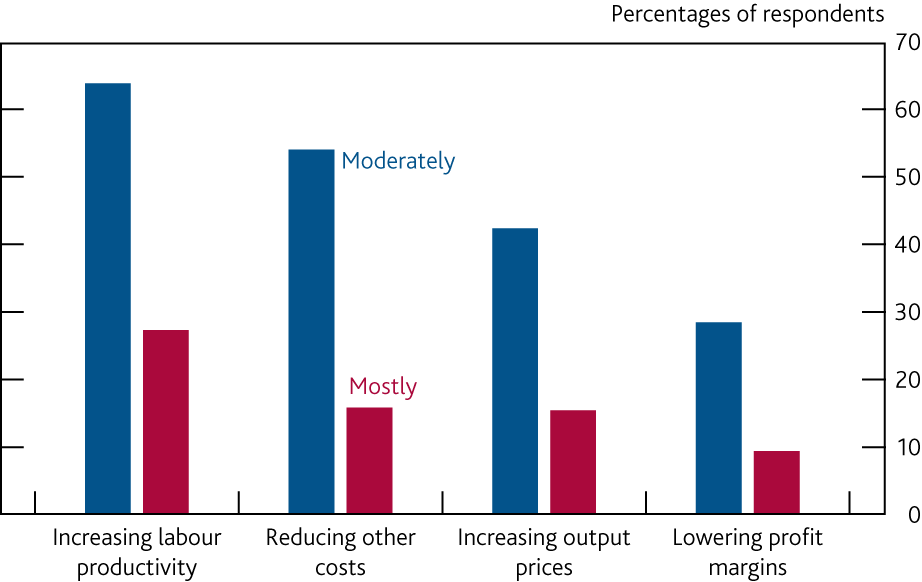 Percentages of respondents
70
60
50
40
30
20
10
0
Moderately
Mostly
Increasing labour
productivity
Reducing other
costs
Increasing output
prices
Lowering profit
margins